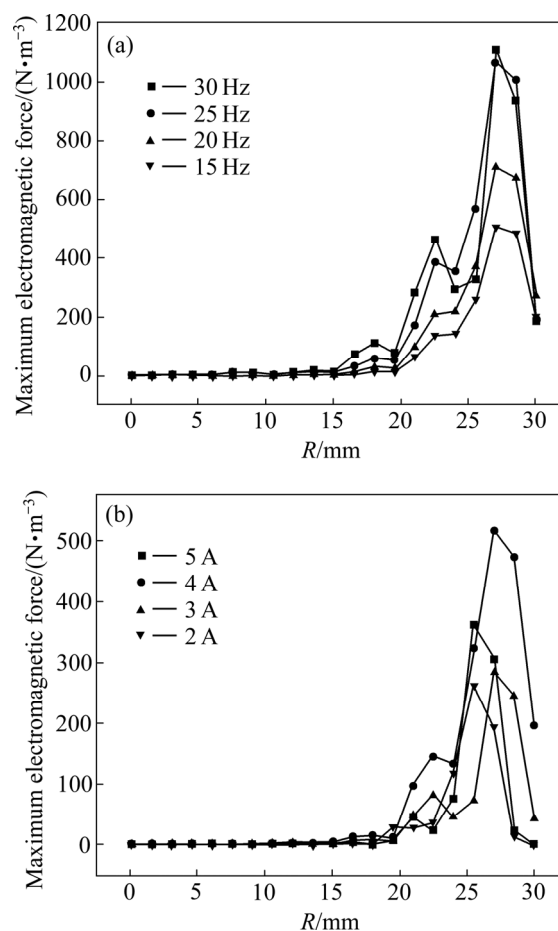 (a)
1200
1000
800
600
400
200
0
Maximum electromagnetic force/(N•m⁻³)
30 Hz
25 Hz
20 Hz
15 Hz
0 5 10 15 20 25 30
R/mm
(b)
500
400
300
200
100
0
Maximum electromagnetic force/(N•m⁻³)
5 A
4 A
3 A
2 A
0 5 10 15 20 25 30
R/mm